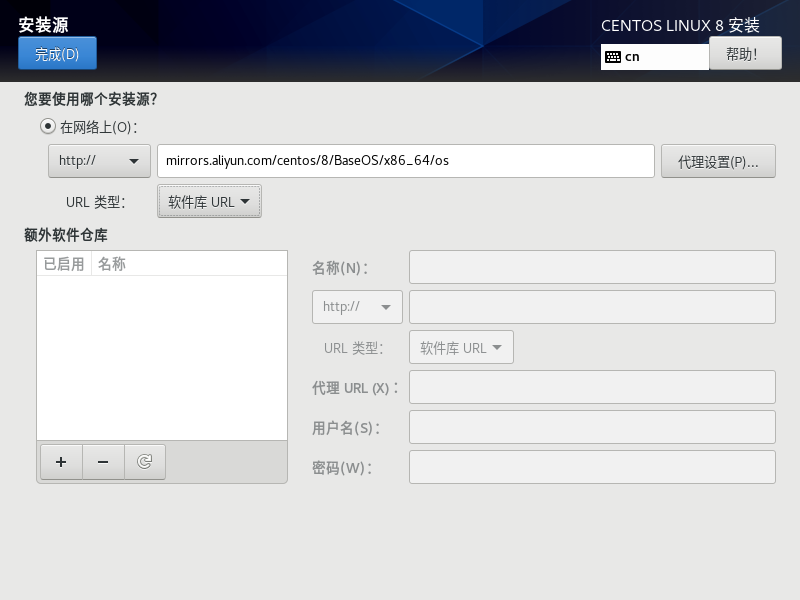 安装源
CENTOS LINUX 8 安装
完成(D)
cn
帮助!
您要使用哪个安装源?
在网络上(O):
http://
mirrors.aliyun.com/centos/8/BaseOS/x86_64/os
代理设置(P)...
URL 类型:
软件库 URL
额外软件仓库
已启用 名称
名称(N):
http://
URL 类型:
软件库 URL
代理 URL (X):
用户名(S):
密码(W):